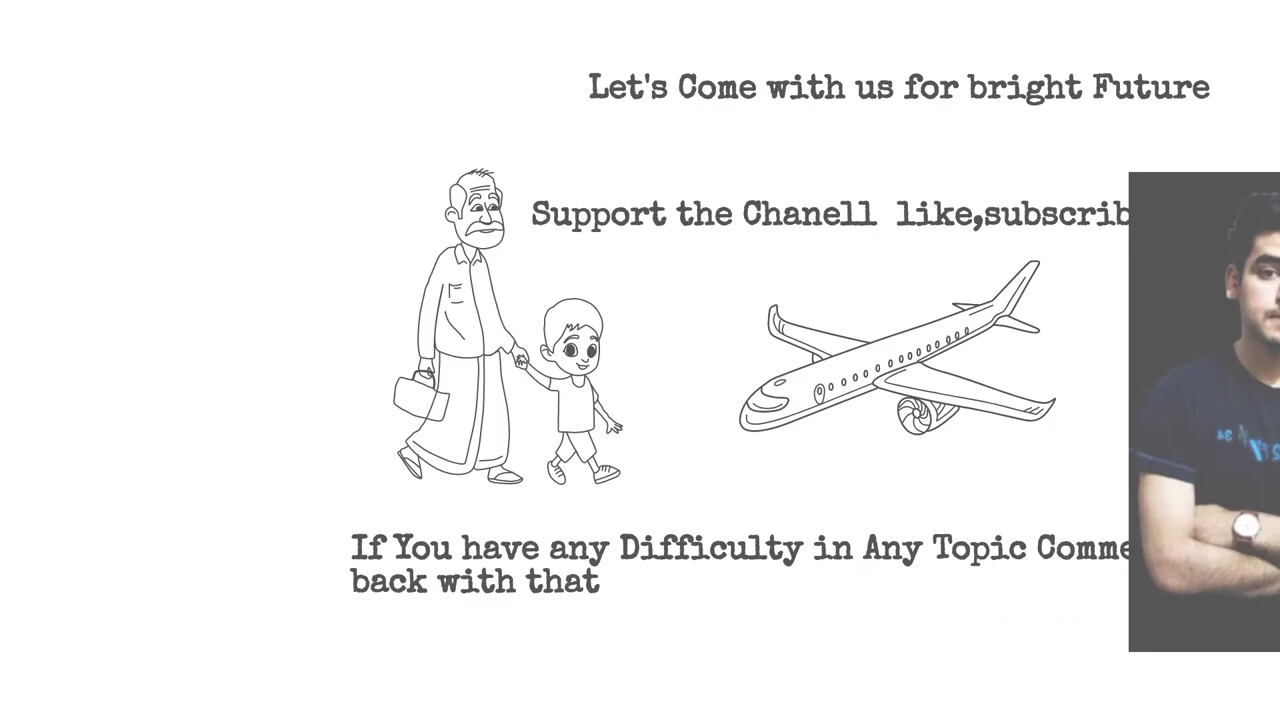 Let's Come with us for bright Future
Support the Chanell like,subscrib
If You have any Difficulty in Any Topic Comme
back with that